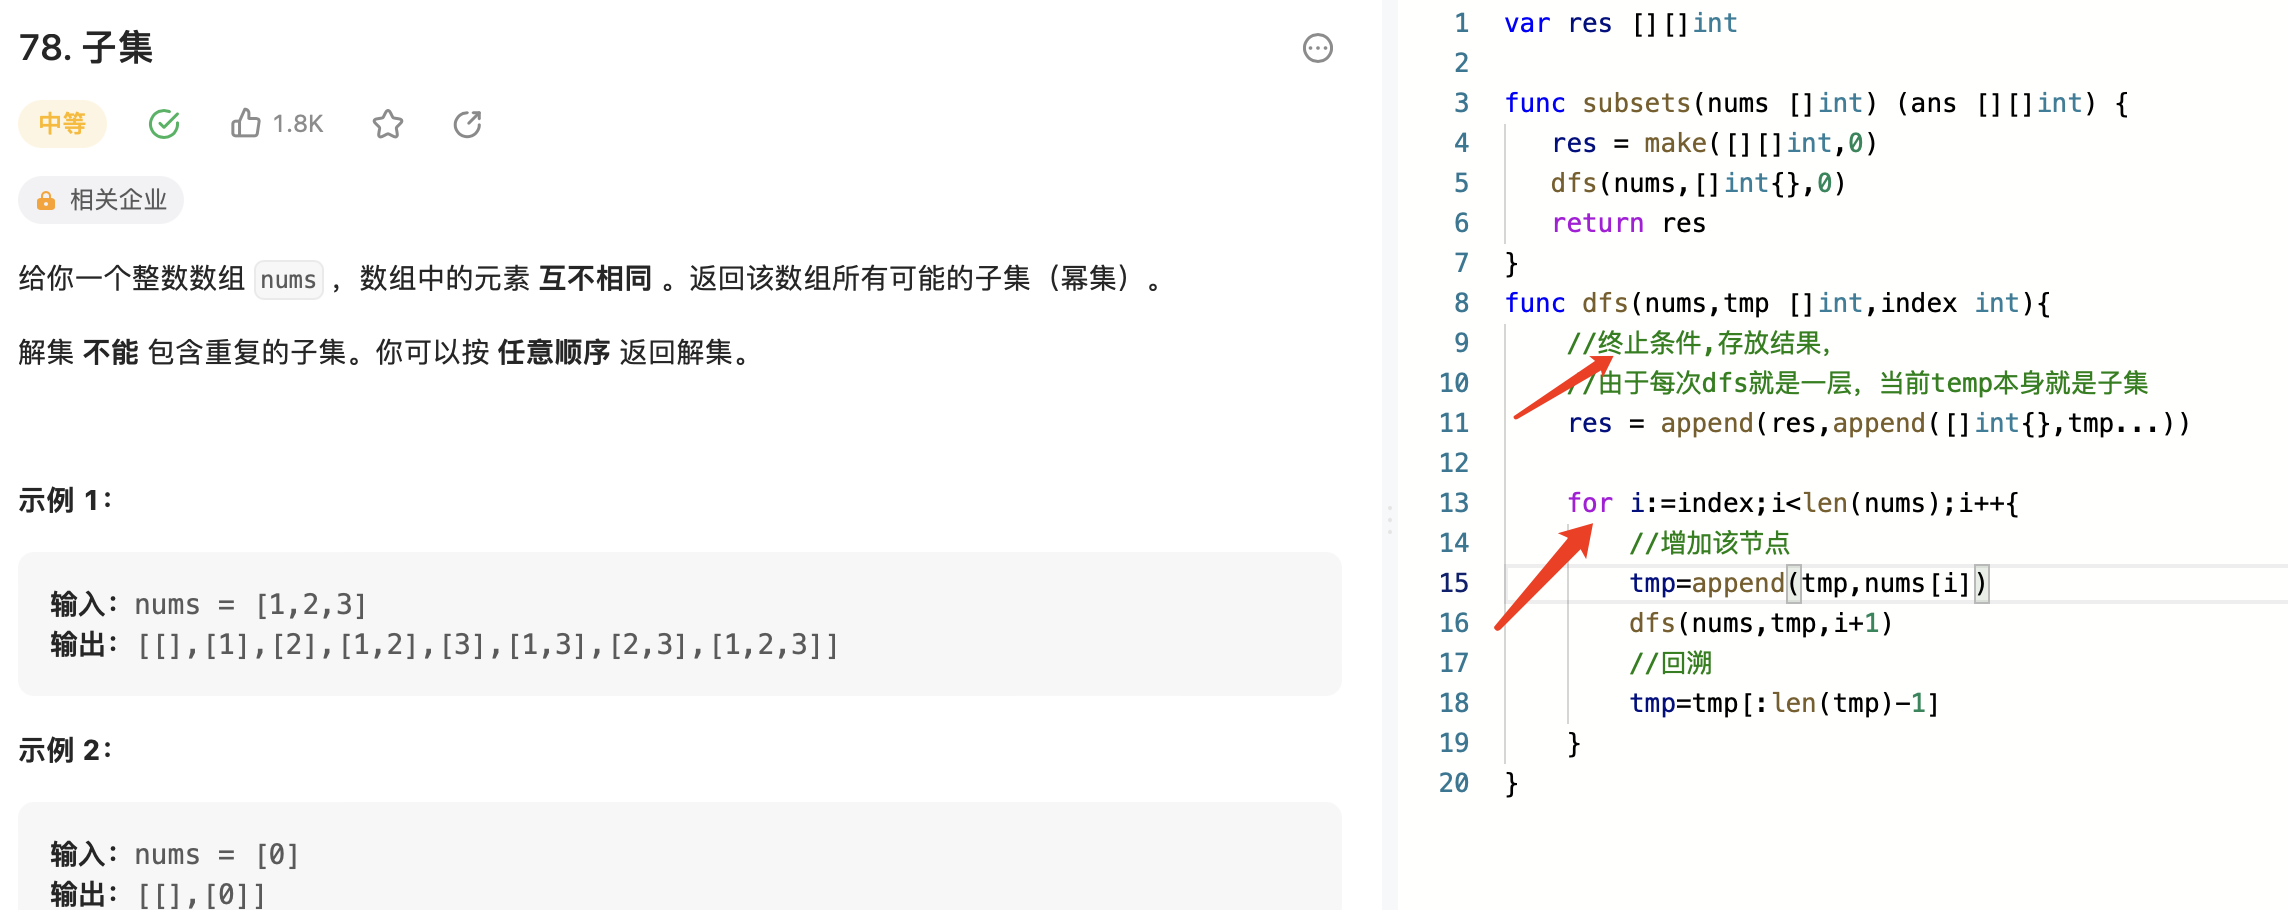 78. 子集
中等
1.8K
相关企业
给你一个整数数组 nums ，数组中的元素 互不相同 。返回该数组所有可能的子集（幂集）。
解集 不能 包含重复的子集。你可以按 任意顺序 返回解集。
示例 1：
输入：nums = [1,2,3]
输出：[[],[1],[2],[1,2],[3],[1,3],[2,3],[1,2,3]]
示例 2：
输入：nums = [0]
输出：[[],[0]]
1 var res [][]int
2
3 func subsets(nums []int) (ans [][]int) {
4    res = make([][]int,0)
5    dfs(nums,[]int{},0)
6    return res
7 }
8 func dfs(nums,tmp []int,index int){
9     //终止条件,存放结果，
10     //由于每次dfs就是一层，当前temp本身就是子集
11     res = append(res,append([]int{},tmp...))
12
13     for i:=index;i<len(nums);i++{
14         //增加该节点
15         tmp=append(tmp,nums[i])
16         dfs(nums,tmp,i+1)
17         //回溯
18         tmp=tmp[:len(tmp)-1]
19     }
20 }